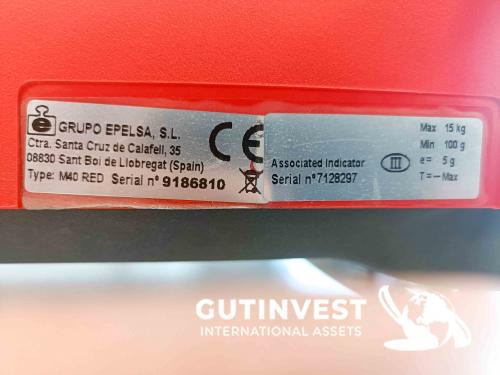 e GRUPO EPELSA, S.L.
Ctra. Santa Cruz de Calafell, 35
08830 Sant Boi de Llobregat (Spain)
Type: M40 RED Serial nº 9186810
CE
Associated Indicator
Serial nº7128297
III
Max 15 kg
Min 100 g
e= 5 g
T=—Max
GUTINVEST
INTERNATIONAL ASSETS